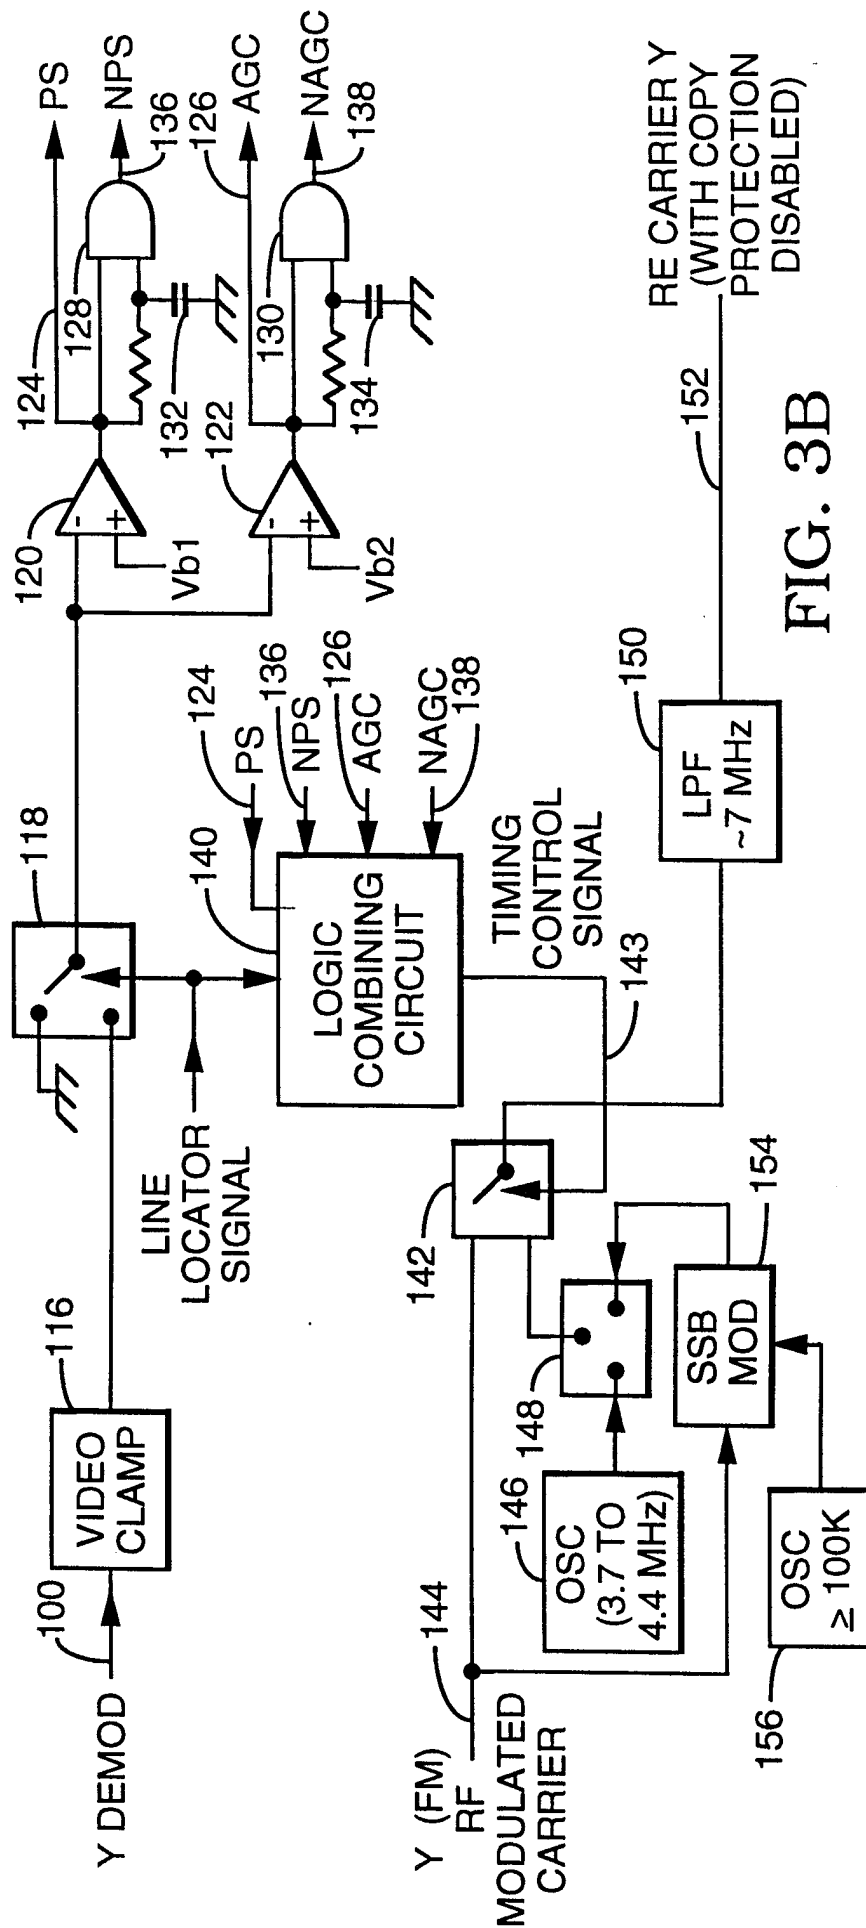 Y DEMOD
100
VIDEO
CLAMP
116
LINE
LOCATOR
SIGNAL
118
120
-
+
Vb1
122
-
+
Vb2
124
128
132
PS
NPS
136
126
130
134
AGC
NAGC
138
140
LOGIC
COMBINING
CIRCUIT
124
PS
136
NPS
126
AGC
NAGC
138
TIMING
CONTROL
SIGNAL
143
Y (FM)
RF
MODULATED
CARRIER
144
142
146
OSC
(3.7 TO
4.4 MHz)
148
SSB
MOD
154
156
OSC
≥ 100K
LPF
~7 MHz
150
152
RE CARRIER Y
(WITH COPY
PROTECTION
DISABLED)
FIG. 3B